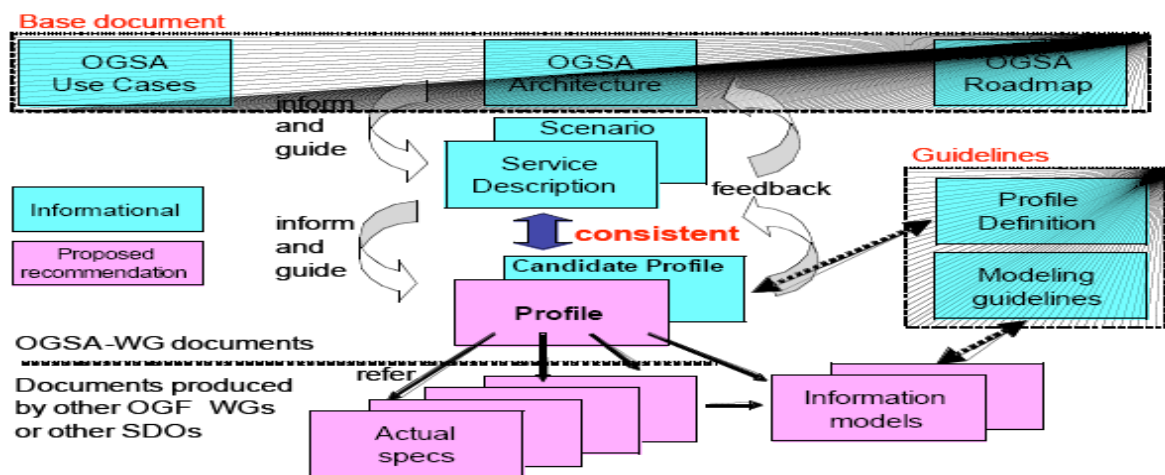 Base document
OGSA
Use Cases
OGSA
Architecture
OGSA
Roadmap
inform
and
guide
Scenario
Service
Description
feedback
Guidelines
Profile
Definition
Modeling
guidelines
Informational
Proposed
recommendation
inform
and
guide
consistent
Candidate Profile
Profile
OGSA-WG documents
refer
Documents produced
by other OGF WGs
or other SDOs
Actual
specs
Information
models